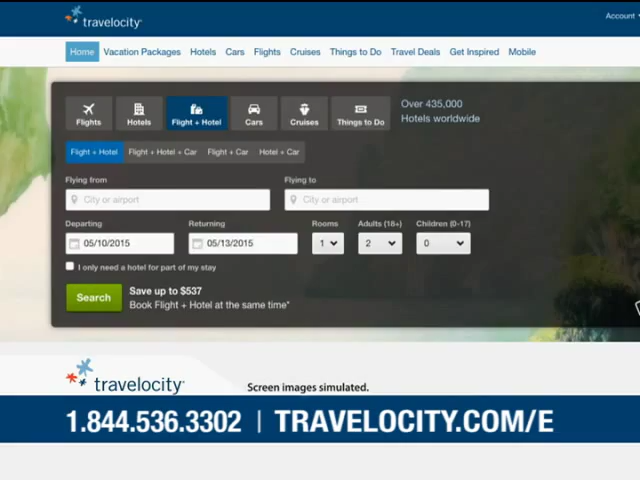 travelocity
Account
Home Vacation Packages Hotels Cars Flights Cruises Things to Do Travel Deals Get Inspired Mobile
Flights Hotels Flight + Hotel Cars Cruises Things to Do
Over 435,000
Hotels worldwide
Flight + Hotel Flight + Hotel + Car Flight + Car Hotel + Car
Flying from Flying to
City or airport City or airport
Departing Returning Rooms Adults (18+) Children (0-17)
05/10/2015 05/13/2015 1 2 0
I only need a hotel for part of my stay
Search
Save up to $537
Book Flight + Hotel at the same time*
travelocity
Screen images simulated.
1.844.536.3302 | TRAVELOCITY.COM/E